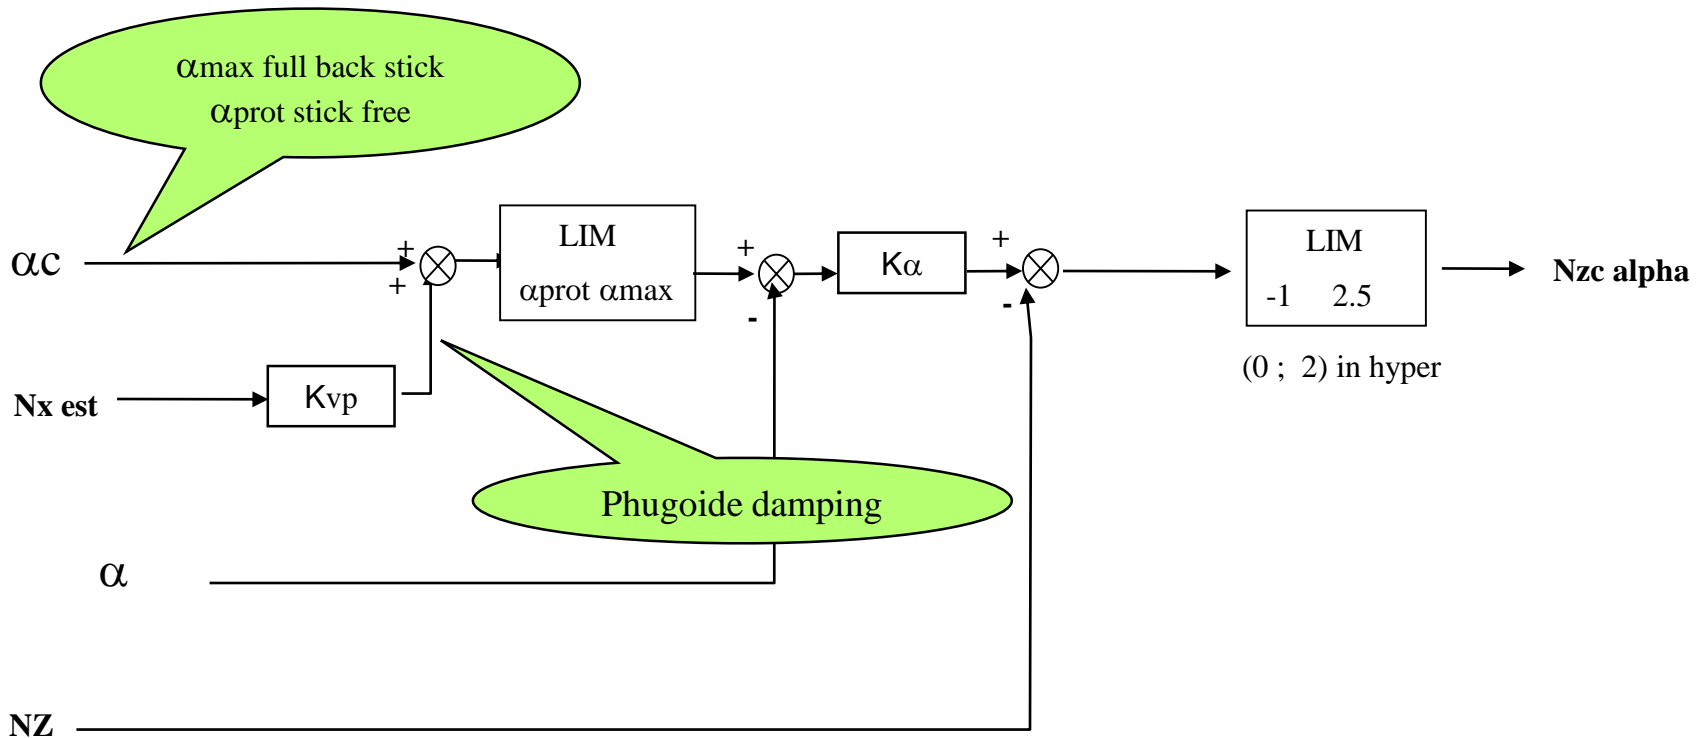 αmax full back stick
αprot stick free
αc
+
+
LIM
αprot αmax
+
-
Kα
+
-
LIM
-1 2.5
Nzc alpha
(0 ; 2) in hyper
Nx est
Kvp
Phugoide damping
α
NZ